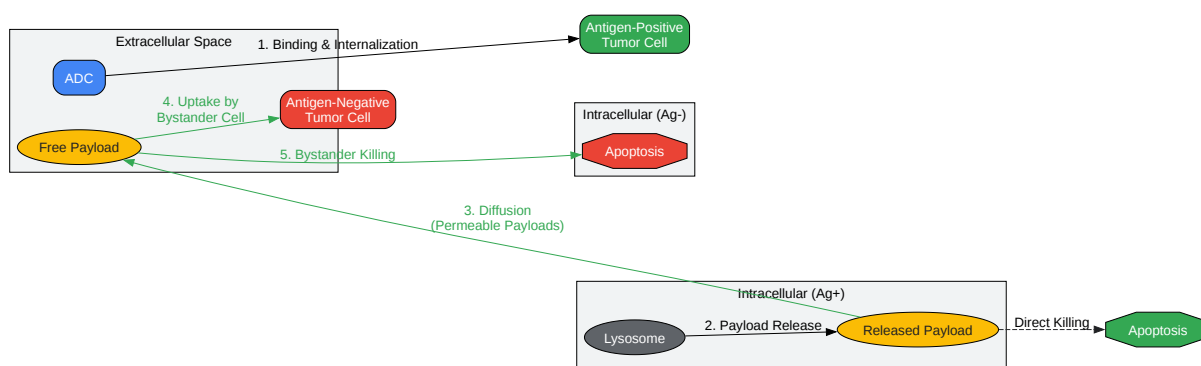 Antigen-Positive
Tumor Cell
Extracellular Space
1. Binding & Internalization
ADC
4. Uptake by
Bystander Cell
Antigen-Negative
Tumor Cell
Intracellular (Ag-)
Free Payload
5. Bystander Killing
Apoptosis
3. Diffusion
(Permeable Payloads)
Intracellular (Ag+)
Lysosome
2. Payload Release
Released Payload
Direct Killing
Apoptosis